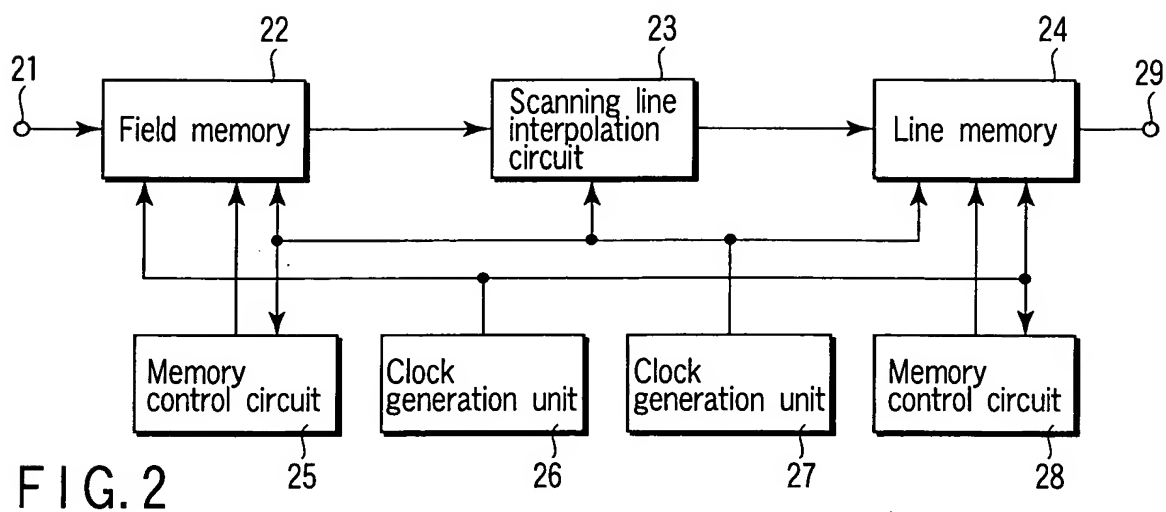 21
22
23
24
29
Field memory
Scanning line
interpolation
circuit
Line memory
Memory
control circuit
Clock
generation unit
Clock
generation unit
Memory
control circuit
25
26
27
28
FIG. 2